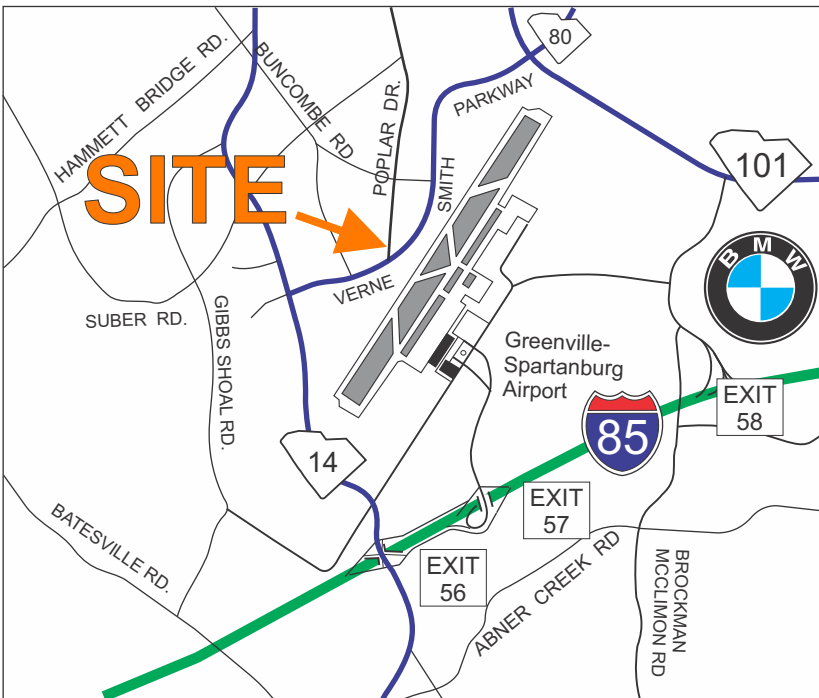 80
HAMMETT BRIDGE RD.
BUNCOMBE RD
POPLAR DR.
PARKWAY
SMITH
VERNE
101
SITE
BMW
SUBER RD.
GIBBS SHOAL RD.
Greenville-
Spartanburg
Airport
EXIT
58
85
14
EXIT
57
BATESVILLE RD.
EXIT
56
ABNER CREEK RD
BROCKMAN
MCCLIMON RD